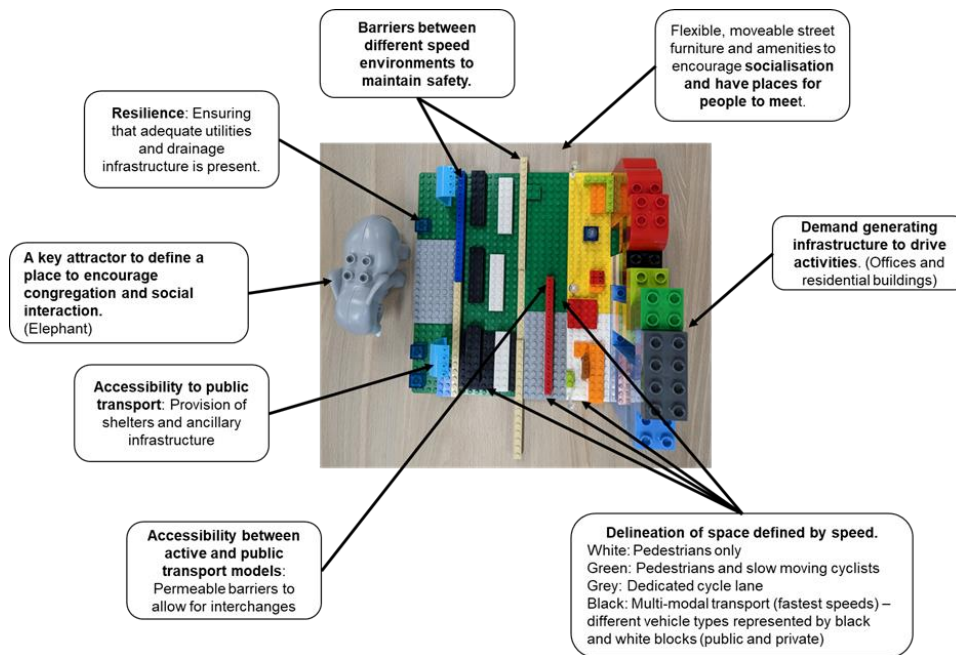 Barriers between
different speed
environments to
maintain safety.
Flexible, moveable street
furniture and amenities to
encourage socialisation
and have places for
people to meet.
Resilience: Ensuring
that adequate utilities
and drainage
infrastructure is present.
Demand generating
infrastructure to drive
activities. (Offices and
residential buildings)
A key attractor to define a
place to encourage
congregation and social
interaction.
(Elephant)
Accessibility to public
transport: Provision of
shelters and ancillary
infrastructure
Accessibility between
active and public
transport models:
Permeable barriers to
allow for interchanges
Delineation of space defined by speed.
White: Pedestrians only
Green: Pedestrians and slow moving cyclists
Grey: Dedicated cycle lane
Black: Multi-modal transport (fastest speeds) –
different vehicle types represented by black
and white blocks (public and private)